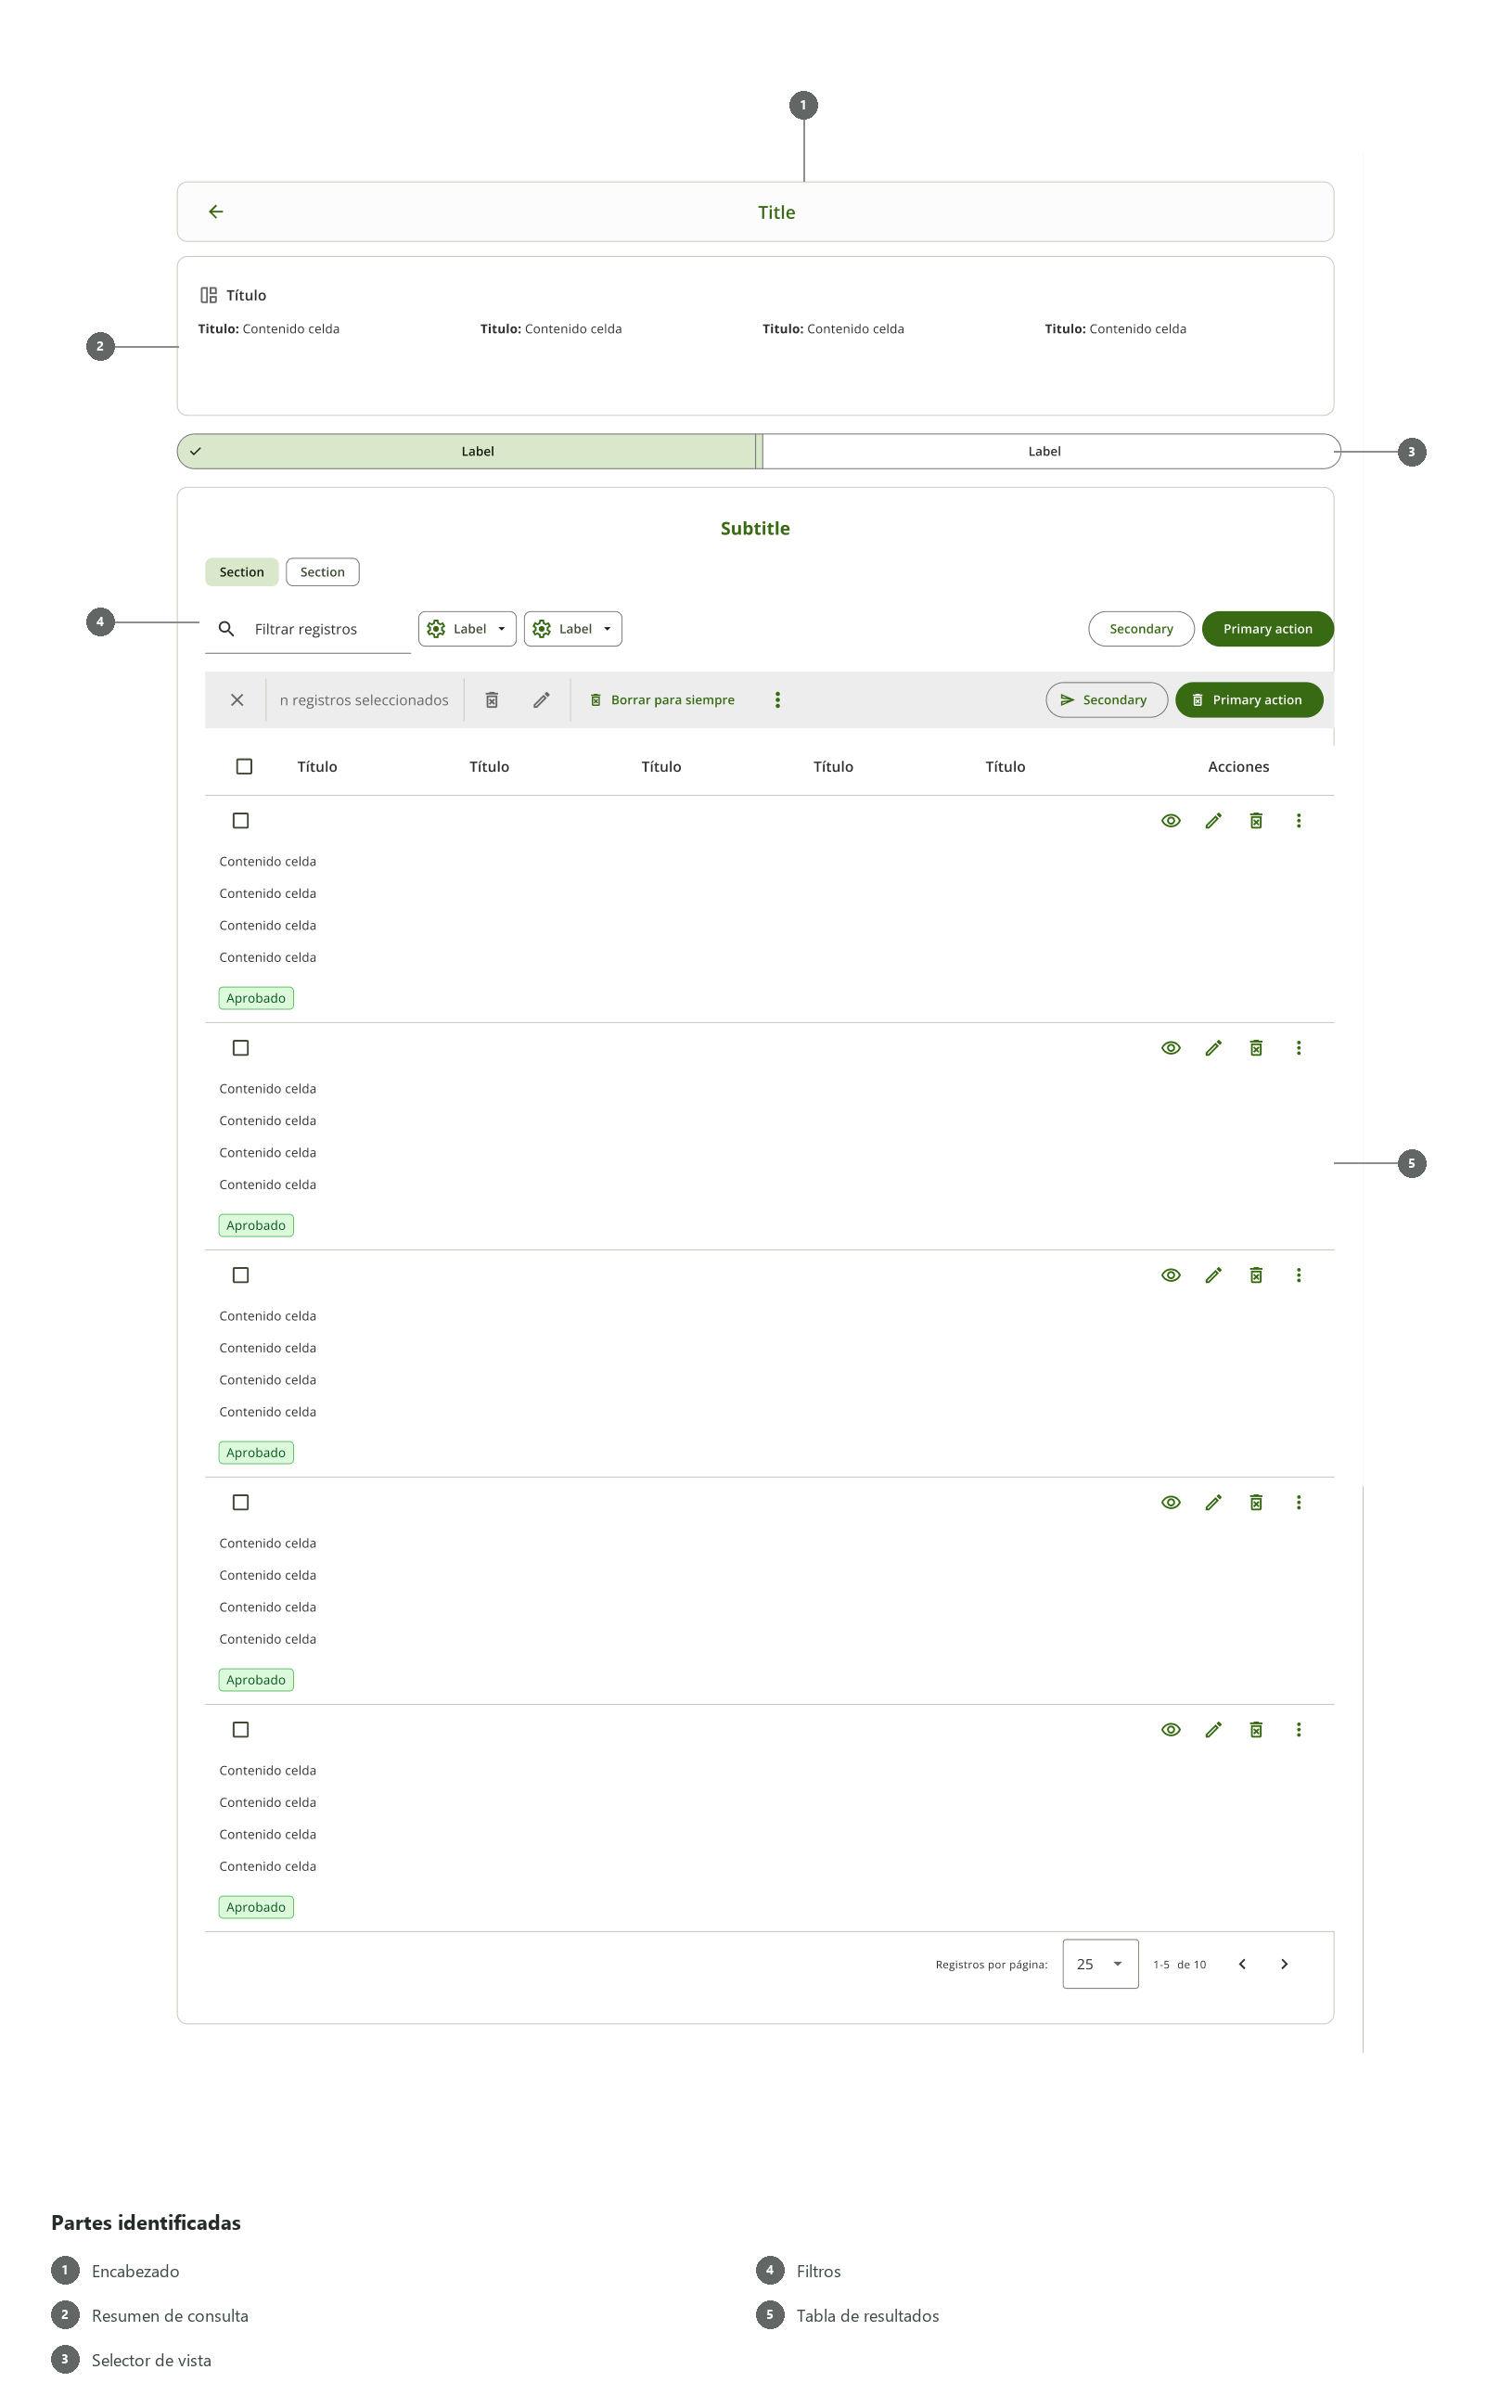 1
Title
Título
Titulo: Contenido celda Titulo: Contenido celda Titulo: Contenido celda Titulo: Contenido celda
2
Label Label
3
Subtitle
Section Section
4
Filtrar registros Label Label Secondary Primary action
n registros seleccionados Borrar para siempre Secondary Primary action
Título Título Título Título Título Acciones
Contenido celda
Contenido celda
Contenido celda
Contenido celda
Aprobado
Contenido celda
Contenido celda
Contenido celda
5
Contenido celda
Aprobado
Contenido celda
Contenido celda
Contenido celda
Contenido celda
Aprobado
Contenido celda
Contenido celda
Contenido celda
Contenido celda
Aprobado
Contenido celda
Contenido celda
Contenido celda
Contenido celda
Aprobado
Registros por página: 25 1-5 de 10
Partes identificadas
1 Encabezado
2 Resumen de consulta
3 Selector de vista
4 Filtros
5 Tabla de resultados